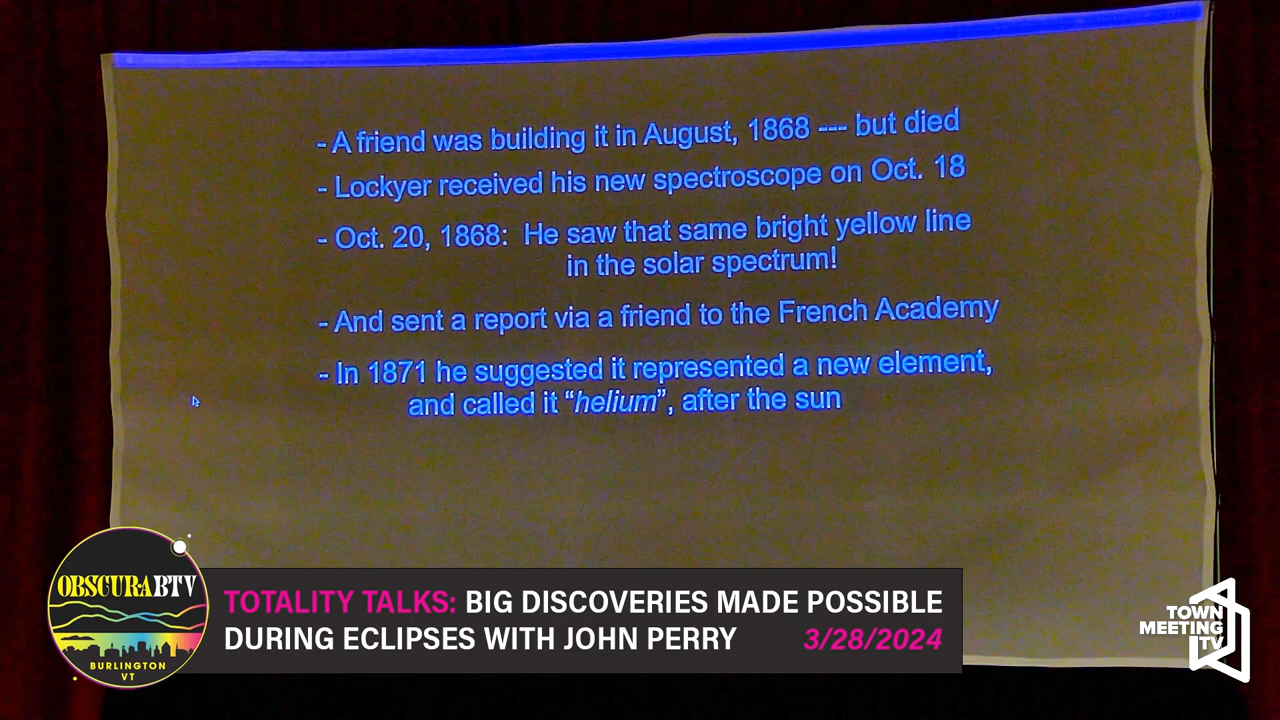 - A friend was building it in August, 1868 --- but died
- Lockyer received his new spectroscope on Oct. 18
- Oct. 20, 1868: He saw that same bright yellow line
in the solar spectrum!
- And sent a report via a friend to the French Academy
- In 1871 he suggested it represented a new element,
and called it “helium”, after the sun
OBSCURABTV
BURLINGTON
VT
TOTALITY TALKS: BIG DISCOVERIES MADE POSSIBLE
DURING ECLIPSES WITH JOHN PERRY 3/28/2024
TOWN
MEETING
TV